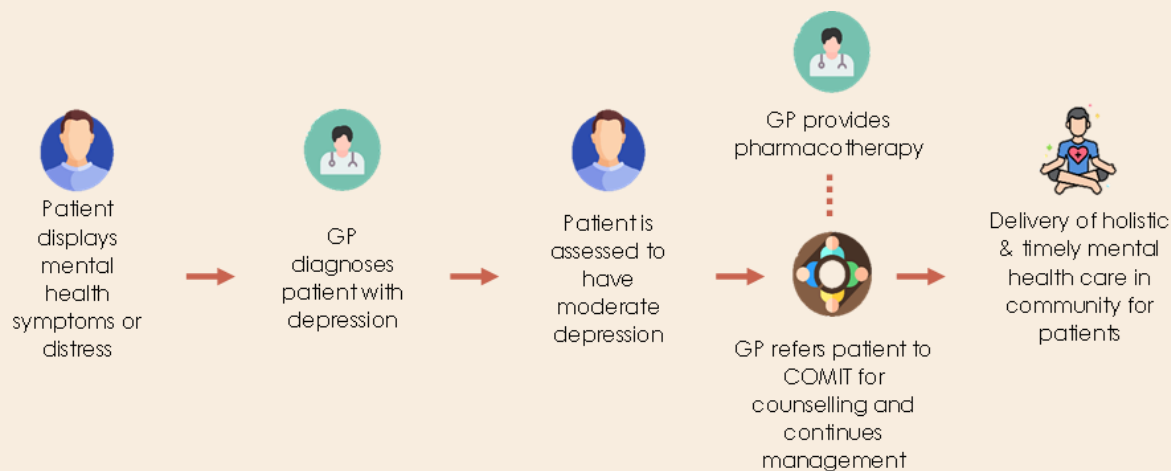 Patient
displays
mental
health
symptoms or
distress
GP
diagnoses
patient with
depression
Patient is
assessed to
have
moderate
depression
GP provides
pharmacotherapy
GP refers patient to
COMIT for
counselling and
continues
management
Delivery of holistic
& timely mental
health care in
community for
patients